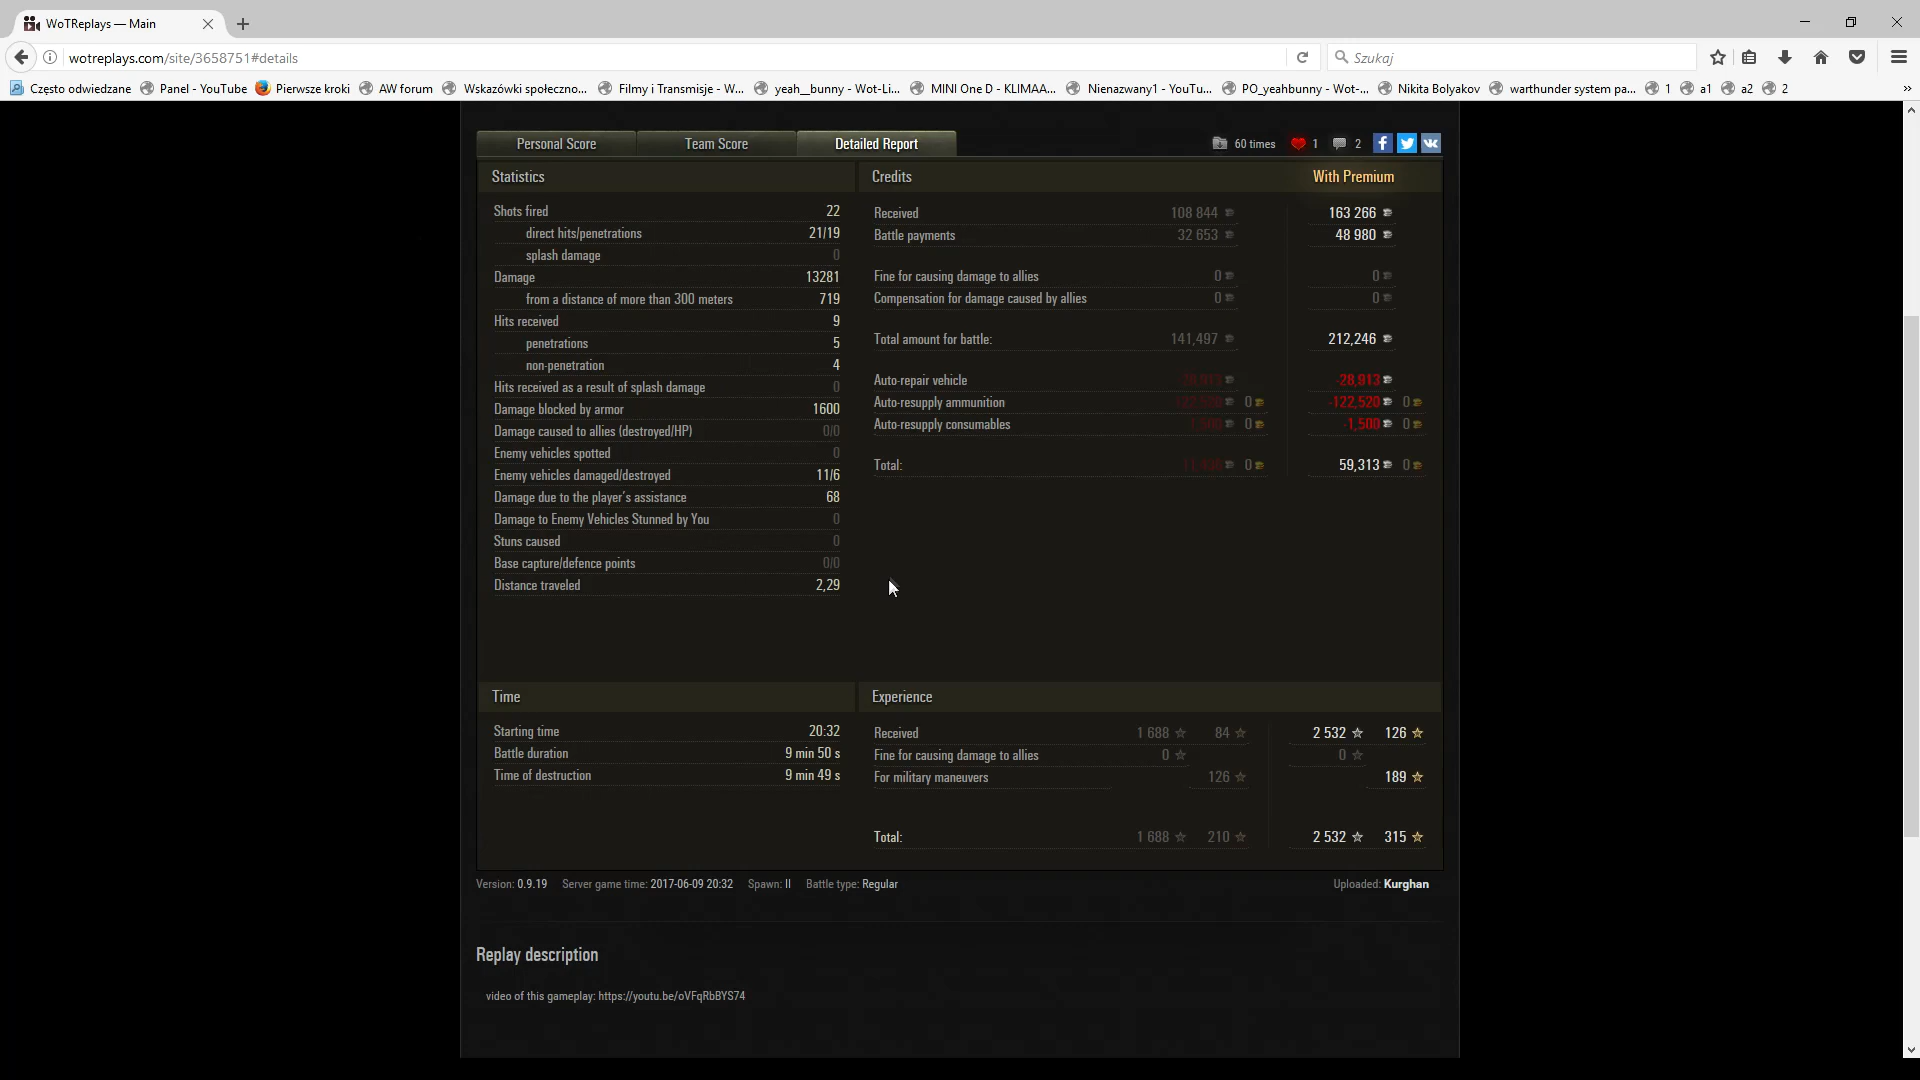 WoTReplays — Main
wotreplays.com/site/3658751#details
Szukaj
Często odwiedzane Panel - YouTube Pierwsze kroki AW forum Wskazówki społeczno... Filmy i Transmisje - W... yeah__bunny - Wot-Li... MINI One D - KLIMAA... Nienazwany1 - YouTu... PO_yeahbunny - Wot-... Nikita Bolyakov warthunder system pa... 1 a1 a2 2 »
Personal Score Team Score Detailed Report 60 times 1 2
Statistics
Shots fired 22
direct hits/penetrations 21/19
splash damage 0
Damage 13281
from a distance of more than 300 meters 719
Hits received 9
penetrations 5
non-penetration 4
Hits received as a result of splash damage 0
Damage blocked by armor 1600
Damage caused to allies (destroyed/HP) 0/0
Enemy vehicles spotted 0
Enemy vehicles damaged/destroyed 11/6
Damage due to the player's assistance 68
Damage to Enemy Vehicles Stunned by You 0
Stuns caused 0
Base capture/defence points 0/0
Distance traveled 2,29
Credits With Premium
Received 108 844 163 266
Battle payments 32 653 48 980
Fine for causing damage to allies 0 0
Compensation for damage caused by allies 0 0
Total amount for battle: 141,497 212,246
Auto-repair vehicle -28,913 -28,913
Auto-resupply ammunition -122,520 0 -122,520 0
Auto-resupply consumables -1,500 0 -1,500 0
Total: 0 59,313 0
Time
Starting time 20:32
Battle duration 9 min 50 s
Time of destruction 9 min 49 s
Experience
Received 1 688 84 2 532 126
Fine for causing damage to allies 0 0
For military maneuvers 126 189
Total: 1 688 210 2 532 315
Version: 0.9.19 Server game time: 2017-06-09 20:32 Spawn: II Battle type: Regular Uploaded: Kurghan
Replay description
video of this gameplay: https://youtu.be/oVFqRbBYS74